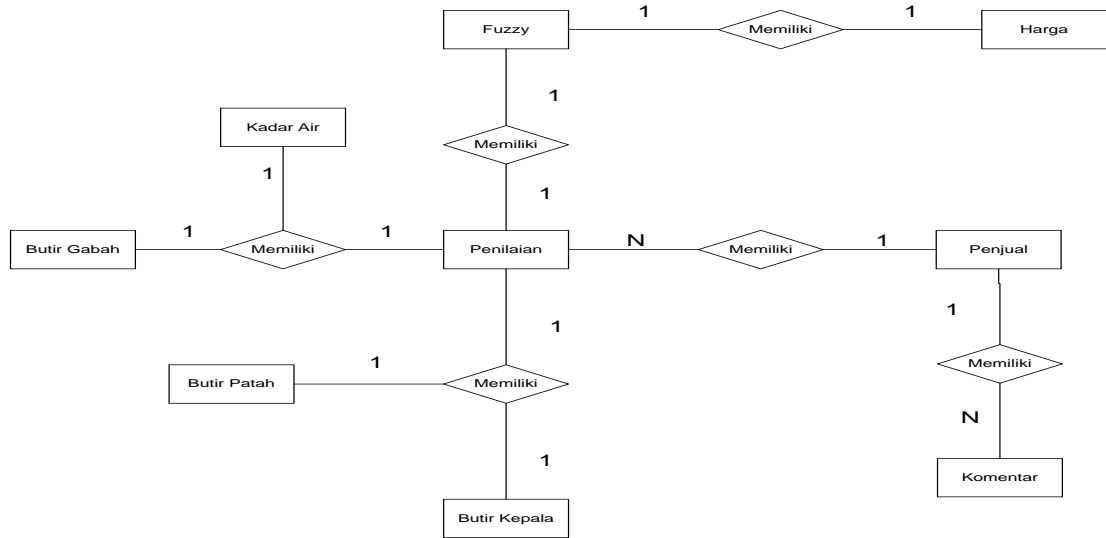 Fuzzy
1
Memiliki
1
Harga
1
Kadar Air
Memiliki
1
1
Butir Gabah
1
Memiliki
1
Penilaian
N
Memiliki
1
Penjual
1
1
Butir Patah
1
Memiliki
Memiliki
N
1
Komentar
Butir Kepala